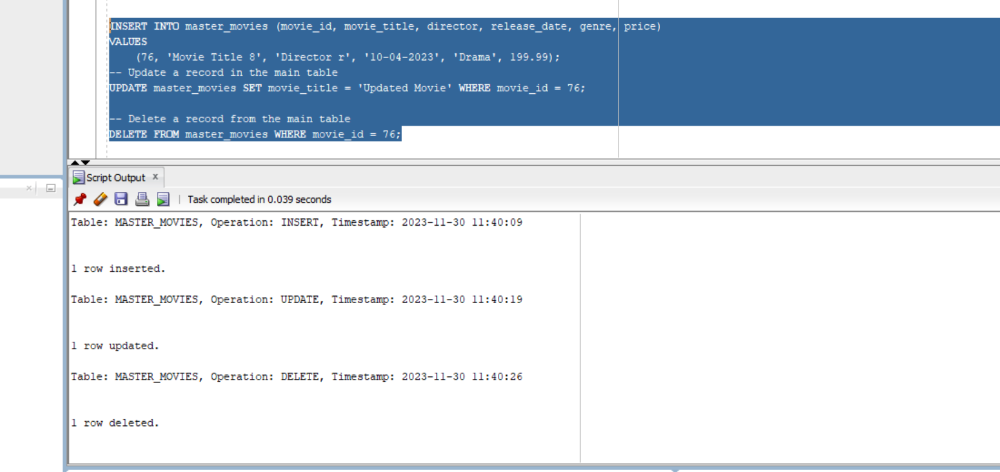 INSERT INTO master_movies (movie_id, movie_title, director, release_date, genre, price)
VALUES
(76, 'Movie Title 8', 'Director r', '10-04-2023', 'Drama', 199.99);
-- Update a record in the main table
UPDATE master_movies SET movie_title = 'Updated Movie' WHERE movie_id = 76;
-- Delete a record from the main table
DELETE FROM master_movies WHERE movie_id = 76;
Script Output x
Task completed in 0.039 seconds
Table: MASTER_MOVIES, Operation: INSERT, Timestamp: 2023-11-30 11:40:09
1 row inserted.
Table: MASTER_MOVIES, Operation: UPDATE, Timestamp: 2023-11-30 11:40:19
1 row updated.
Table: MASTER_MOVIES, Operation: DELETE, Timestamp: 2023-11-30 11:40:26
1 row deleted.